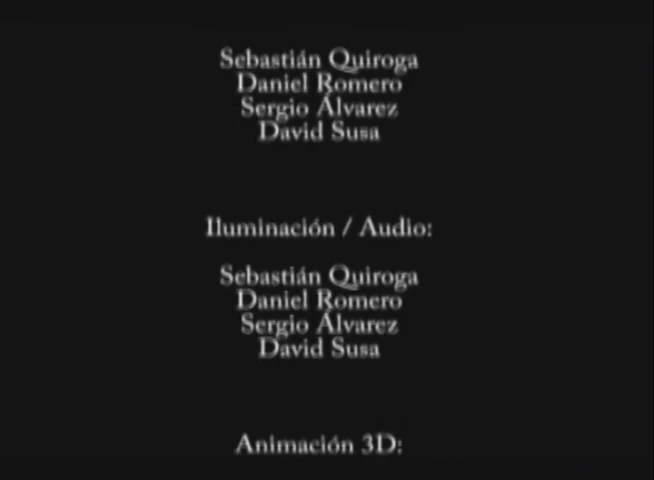 Sebastián Quiroga
Daniel Romero
Sergio Álvarez
David Susa
Iluminación / Audio:
Sebastián Quiroga
Daniel Romero
Sergio Álvarez
David Susa
Animación 3D: